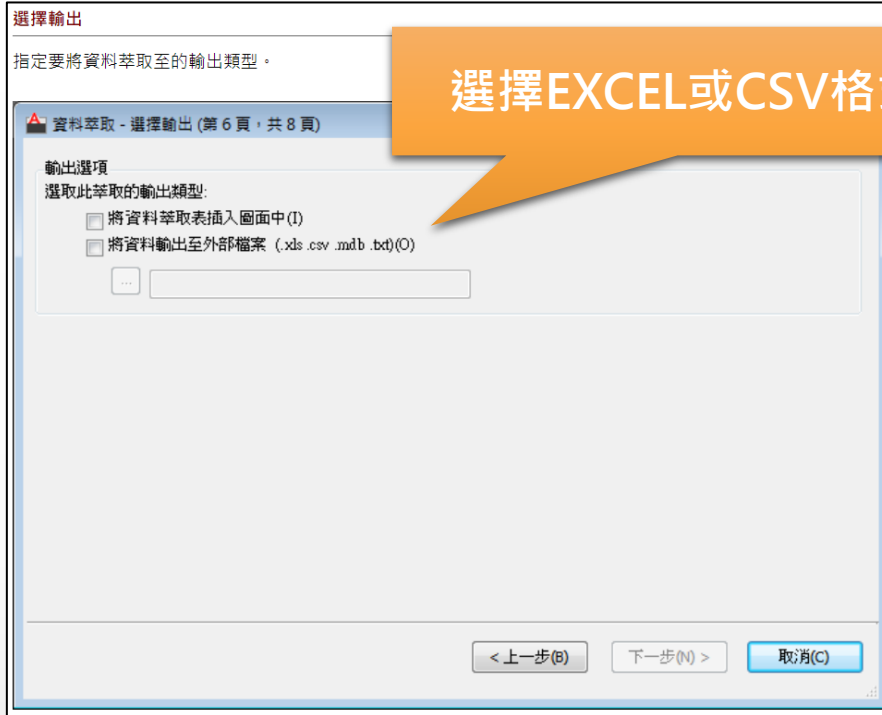 選擇輸出
指定要將資料萃取至的輸出類型。
選擇EXCEL或CSV格
資料萃取 - 選擇輸出 (第 6 頁，共 8 頁)
輸出選項
選取此萃取的輸出類型:
將資料萃取表插入圖面中(I)
將資料輸出至外部檔案 (.xls .csv .mdb .txt)(O)
...
< 上一步(B)
下一步(N) >
取消(C)